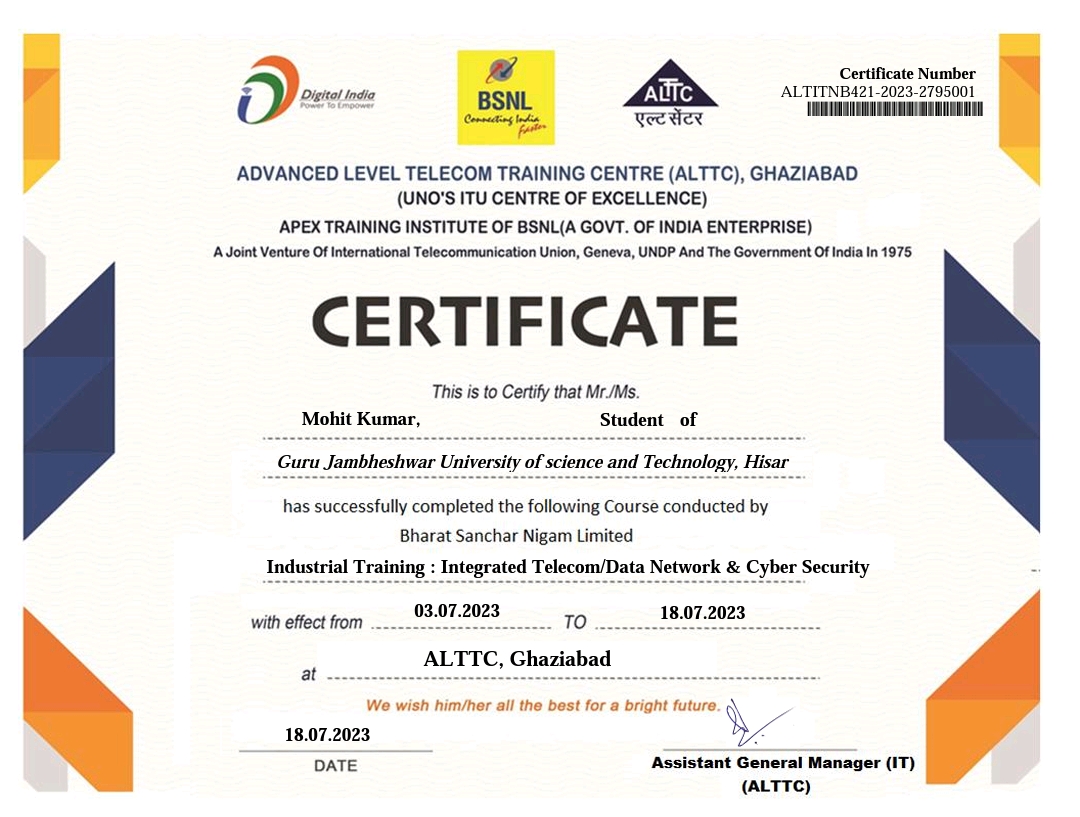 Digital India
Power To Empower
BSNL
Connecting India
Faster
ALTTC
एल्ट सेंटर
Certificate Number
ALTITNB421-2023-2795001
ADVANCED LEVEL TELECOM TRAINING CENTRE (ALTTC), GHAZIABAD
(UNO'S ITU CENTRE OF EXCELLENCE)
APEX TRAINING INSTITUTE OF BSNL(A GOVT. OF INDIA ENTERPRISE)
A Joint Venture Of International Telecommunication Union, Geneva, UNDP And The Government Of India In 1975
CERTIFICATE
This is to Certify that Mr./Ms.
Mohit Kumar, Student of
Guru Jambheshwar University of science and Technology, Hisar
has successfully completed the following Course conducted by
Bharat Sanchar Nigam Limited
Industrial Training : Integrated Telecom/Data Network & Cyber Security
with effect from 03.07.2023 TO 18.07.2023
at ALTTC, Ghaziabad
We wish him/her all the best for a bright future.
18.07.2023
DATE
Assistant General Manager (IT)
(ALTTC)